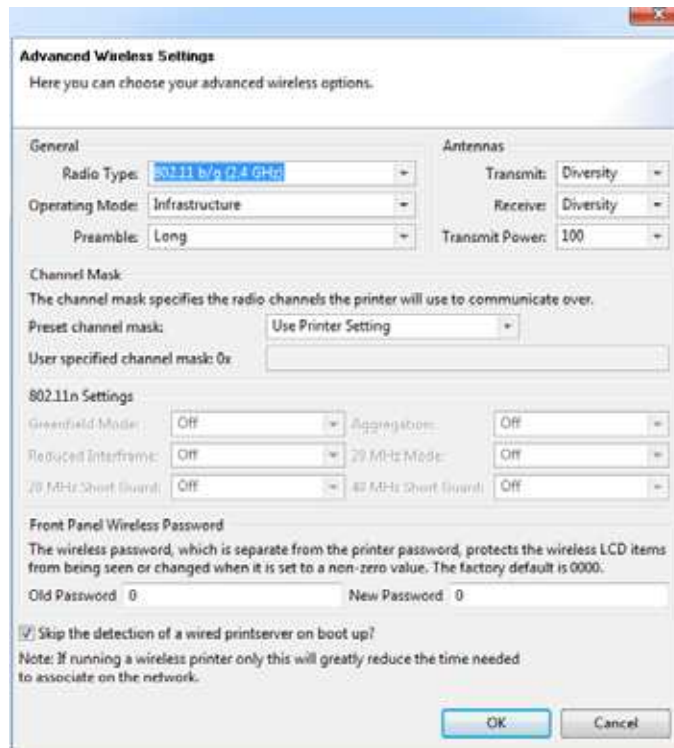 Advanced Wireless Settings
Here you can choose your advanced wireless options.
General
Antennas
Radio Type: 802.11 b/g (2.4 GHz)
Transmit: Diversity
Operating Mode: Infrastructure
Receive: Diversity
Preamble: Long
Transmit Power: 100
Channel Mask
The channel mask specifies the radio channels the printer will use to communicate over.
Preset channel mask: Use Printer Setting
User specified channel mask: 0x
802.11n Settings
Greenfield Mode: Off
Aggregation: Off
Reduced Interframe: Off
20 MHz Mode: Off
20 MHz Short Guard: Off
40 MHz Short Guard: Off
Front Panel Wireless Password
The wireless password, which is separate from the printer password, protects the wireless LCD items
from being seen or changed when it is set to a non-zero value. The factory default is 0000.
Old Password 0
New Password 0
Skip the detection of a wired printserver on boot up?
Note: If running a wireless printer only this will greatly reduce the time needed
to associate on the network.
OK
Cancel